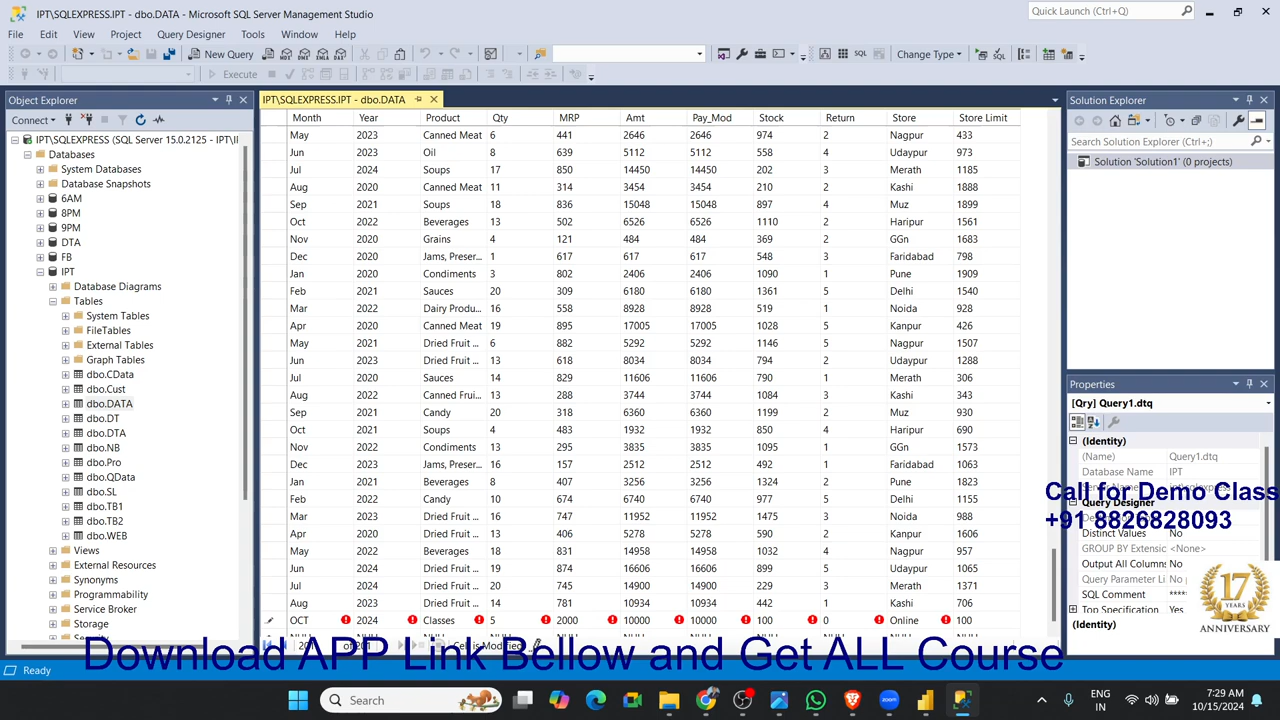 IPT\SQLEXPRESS.IPT - dbo.DATA - Microsoft SQL Server Management Studio
Quick Launch (Ctrl+Q)
File Edit View Project Query Designer Tools Window Help
New Query Change Type
Execute
Object Explorer
IPT\SQLEXPRESS.IPT - dbo.DATA
Solution Explorer
Connect
Search Solution Explorer (Ctrl+;)
Solution 'Solution1' (0 projects)
IPT\SQLEXPRESS (SQL Server 15.0.2125 - IPT\I
Databases
System Databases
Database Snapshots
6AM
8PM
9PM
DTA
FB
IPT
Database Diagrams
Tables
System Tables
FileTables
External Tables
Graph Tables
dbo.CData
dbo.Cust
dbo.DATA
dbo.DT
dbo.DTA
dbo.NB
dbo.Pro
dbo.QData
dbo.SL
dbo.TB1
dbo.TB2
dbo.WEB
Views
External Resources
Synonyms
Programmability
Service Broker
Storage
Month Year Product Qty MRP Amt Pay_Mod Stock Return Store Store Limit
May 2023 Canned Meat 6 441 2646 2646 974 2 Nagpur 433
Jun 2023 Oil 8 639 5112 5112 558 4 Udaypur 973
Jul 2024 Soups 17 850 14450 14450 202 3 Merath 1185
Aug 2023 Canned Meat 11 314 3454 3454 210 2 Kashi 1888
Sep 2021 Soups 18 836 15048 15048 897 4 Muz 1899
Oct 2022 Beverages 13 502 6526 6526 1110 2 Haripur 1561
Nov 2020 Grains 4 121 484 484 369 2 GGn 1683
Dec 2020 Jams, Preser... 1 617 617 617 548 3 Faridabad 798
Jan 2020 Condiments 3 802 2406 2406 1090 1 Pune 1909
Feb 2021 Sauces 20 309 6180 6180 1361 5 Delhi 1540
Mar 2022 Dairy Produ... 16 558 8928 8928 519 1 Noida 928
Apr 2020 Canned Meat 19 895 17005 17005 1028 5 Kanpur 426
May 2021 Dried Fruit ... 6 882 5292 5292 1146 5 Nagpur 1507
Jun 2023 Dried Fruit ... 13 618 8034 8034 794 2 Udaypur 1288
Jul 2020 Sauces 14 829 11606 11606 790 1 Merath 306
Aug 2022 Canned Frui... 13 288 3744 3744 1084 3 Kashi 343
Sep 2021 Candy 20 318 6360 6360 1199 2 Muz 930
Oct 2021 Soups 4 483 1932 1932 850 4 Haripur 690
Nov 2022 Condiments 13 295 3835 3835 1095 1 GGn 1573
Dec 2023 Jams, Preser... 16 157 2512 2512 492 1 Faridabad 1063
Jan 2021 Beverages 8 407 3256 3256 1324 2 Pune 1823
Feb 2022 Candy 10 674 6740 6740 977 5 Delhi 1155
Mar 2023 Dried Fruit ... 16 747 11952 11952 1475 3 Noida 988
Apr 2020 Dried Fruit ... 13 406 5278 5278 590 2 Kanpur 1606
May 2022 Beverages 18 831 14958 14958 1032 4 Nagpur 957
Jun 2024 Dried Fruit ... 19 874 16606 16606 899 5 Udaypur 1065
Jul 2024 Dried Fruit ... 20 745 14900 14900 229 3 Merath 1371
Aug 2023 Dried Fruit ... 14 781 10934 10934 442 1 Kashi 706
OCT 2024 Classes 5 2000 10000 10000 100 0 Online 100
Cell is Modified.
Properties
[Qry] Query1.dtq
(Identity)
(Name) Query1.dtq
Database Name IPT
Query Designer
Distinct Values No
GROUP BY Extensic <None>
Output All Column: No
Query Parameter Li No
SQL Comment *****
Top Specification Yes
(Identity)
Call for Demo Class
+91 8826828093
17
YEARS
ANNIVERSARY
Download APP Link Bellow and Get ALL Course
Ready
Search
ENG
IN
7:29 AM
10/15/2024